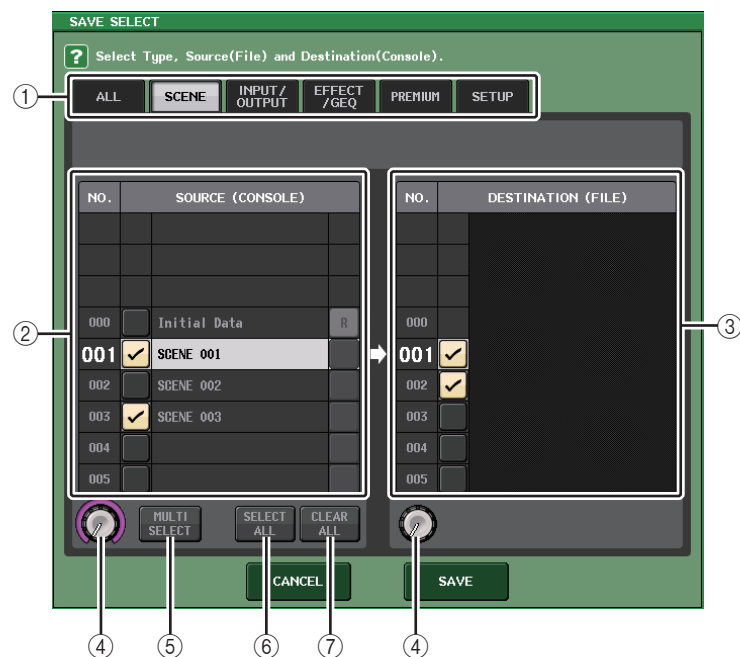 SAVE SELECT
? Select Type, Source(File) and Destination(Console).
① ALL SCENE INPUT/ OUTPUT EFFECT /GEQ PREMIUM SETUP
NO. SOURCE (CONSOLE) NO. DESTINATION (FILE)
② ③
000 Initial Data R 000
001 SCENE 001 001
002 SCENE 002 002
003 SCENE 003 003
004 004
005 005
MULTI SELECT SELECT ALL CLEAR ALL
CANCEL SAVE
④ ⑤ ⑥ ⑦ ④